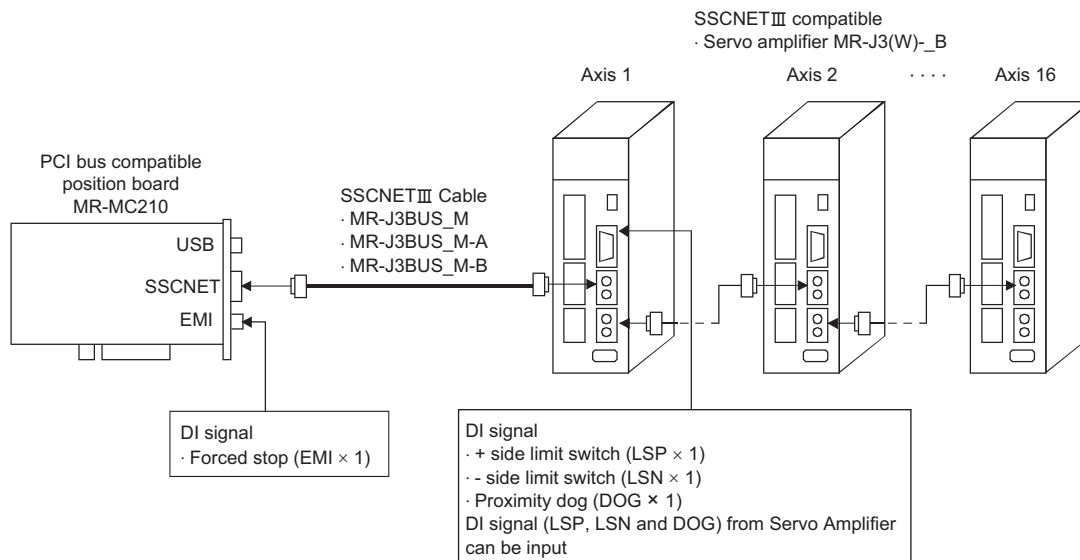 SSCNETⅢ compatible
· Servo amplifier MR-J3(W)-_B
Axis 1
Axis 2
· · · ·
Axis 16
PCI bus compatible
position board
MR-MC210
USB
SSCNET
EMI
SSCNETⅢ Cable
· MR-J3BUS_M
· MR-J3BUS_M-A
· MR-J3BUS_M-B
DI signal
· Forced stop (EMI × 1)
DI signal
· + side limit switch (LSP × 1)
· - side limit switch (LSN × 1)
· Proximity dog (DOG × 1)
DI signal (LSP, LSN and DOG) from Servo Amplifier
can be input